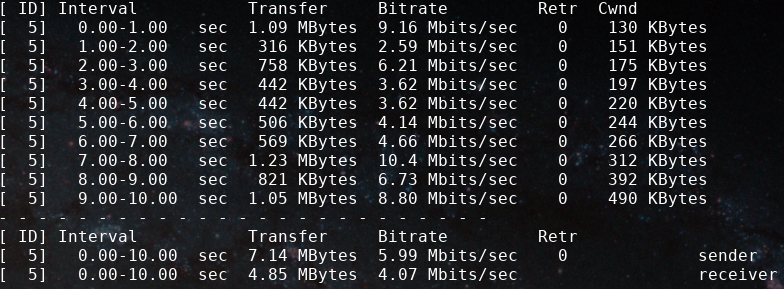 [ ID] Interval           Transfer     Bitrate         Retr  Cwnd
[  5]   0.00-1.00   sec  1.09 MBytes  9.16 Mbits/sec    0    130 KBytes
[  5]   1.00-2.00   sec   316 KBytes  2.59 Mbits/sec    0    151 KBytes
[  5]   2.00-3.00   sec   758 KBytes  6.21 Mbits/sec    0    175 KBytes
[  5]   3.00-4.00   sec   442 KBytes  3.62 Mbits/sec    0    197 KBytes
[  5]   4.00-5.00   sec   442 KBytes  3.62 Mbits/sec    0    220 KBytes
[  5]   5.00-6.00   sec   506 KBytes  4.14 Mbits/sec    0    244 KBytes
[  5]   6.00-7.00   sec   569 KBytes  4.66 Mbits/sec    0    266 KBytes
[  5]   7.00-8.00   sec  1.23 MBytes  10.4 Mbits/sec    0    312 KBytes
[  5]   8.00-9.00   sec   821 KBytes  6.73 Mbits/sec    0    392 KBytes
[  5]   9.00-10.00  sec  1.05 MBytes  8.80 Mbits/sec    0    490 KBytes
- - - - - - - - - - - - - - - - - - - - - - - - -
[ ID] Interval           Transfer     Bitrate         Retr
[  5]   0.00-10.00  sec  7.14 MBytes  5.99 Mbits/sec    0             sender
[  5]   0.00-10.00  sec  4.85 MBytes  4.07 Mbits/sec                  receiver